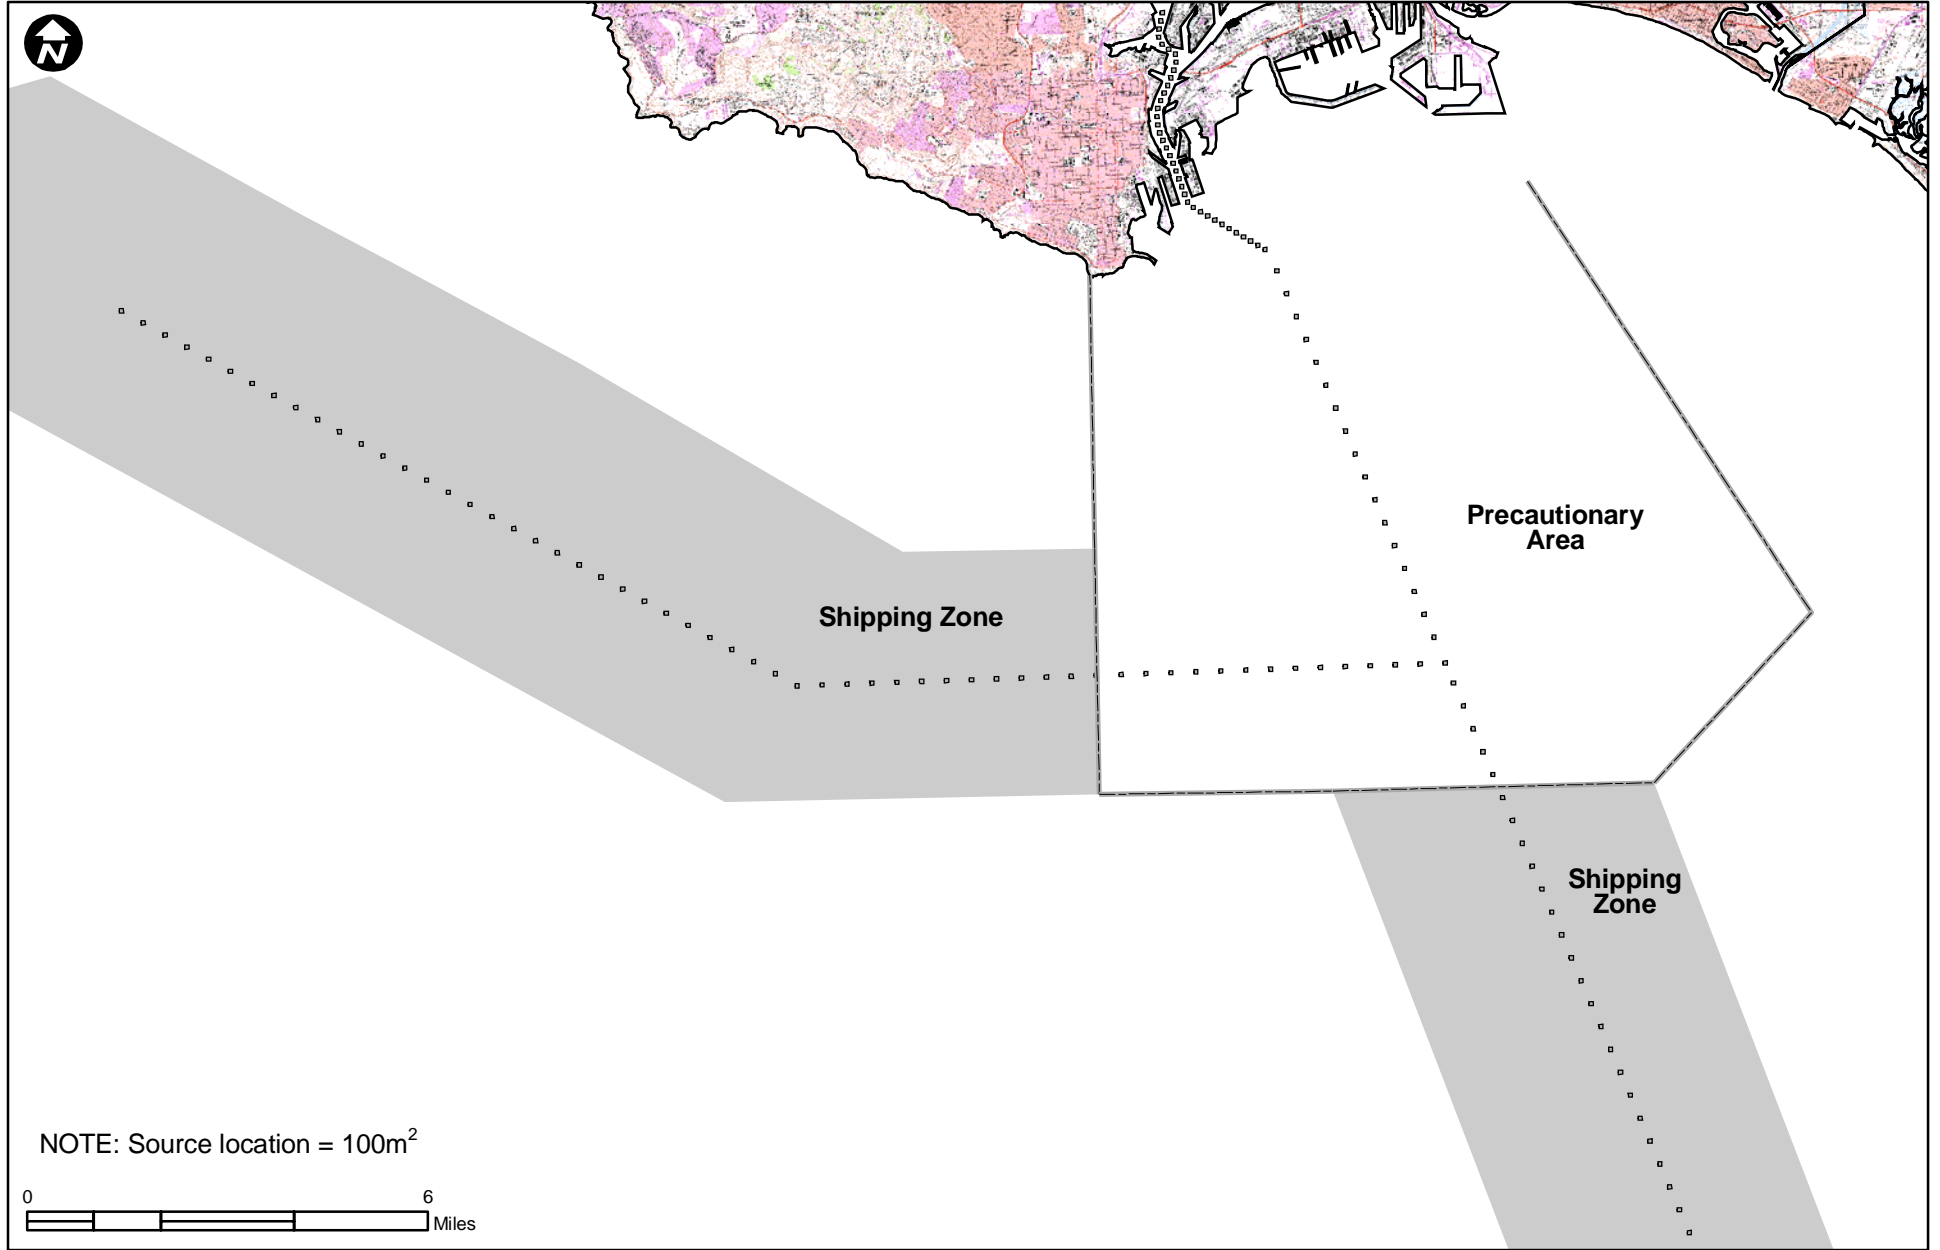 N
Precautionary
Area
Shipping Zone
Shipping
Zone
NOTE: Source location = 100m²
0 6
Miles